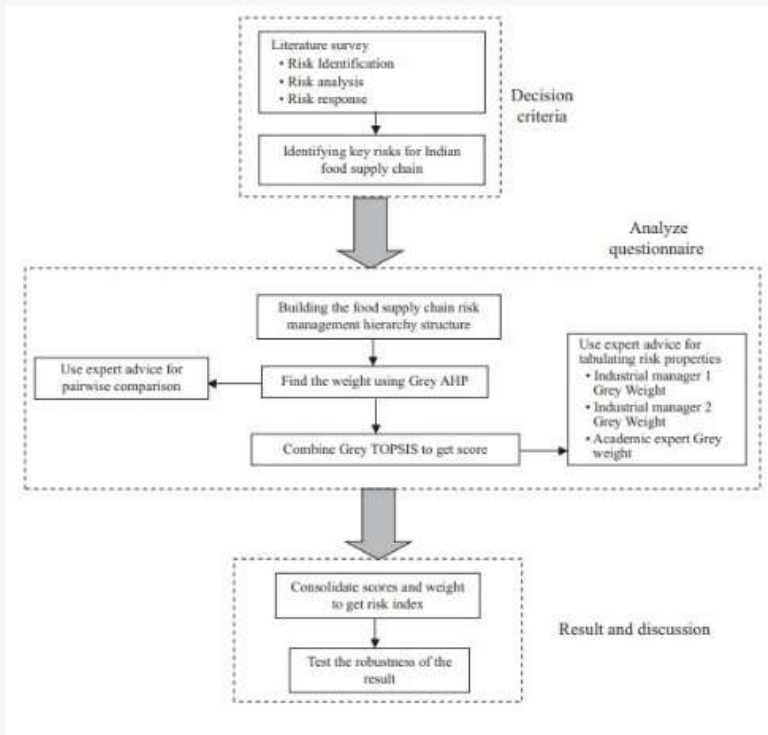 Literature survey
• Risk Identification
• Risk analysis
• Risk response
Decision
criteria
Identifying key risks for Indian
food supply chain
Analyze
questionnaire
Building the food supply chain risk
management hierarchy structure
Use expert advice for
pairwise comparison
Find the weight using Grey AHP
Use expert advice for
tabulating risk properties
• Industrial manager 1
Grey Weight
• Industrial manager 2
Grey Weight
• Academic expert Grey
weight
Combine Grey TOPSIS to get score
Consolidate scores and weight
to get risk index
Result and discussion
Test the robustness of the
result